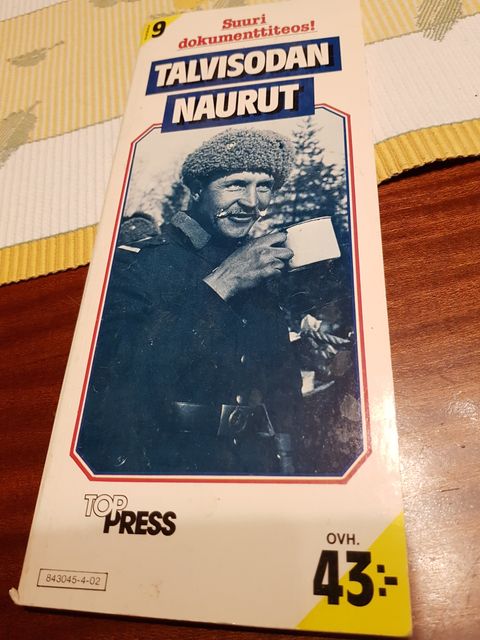 9
Suuri
dokumenttiteos!
TALVISODAN
NAURUT
TOP
PRESS
OVH.
43:-
843045-4-02